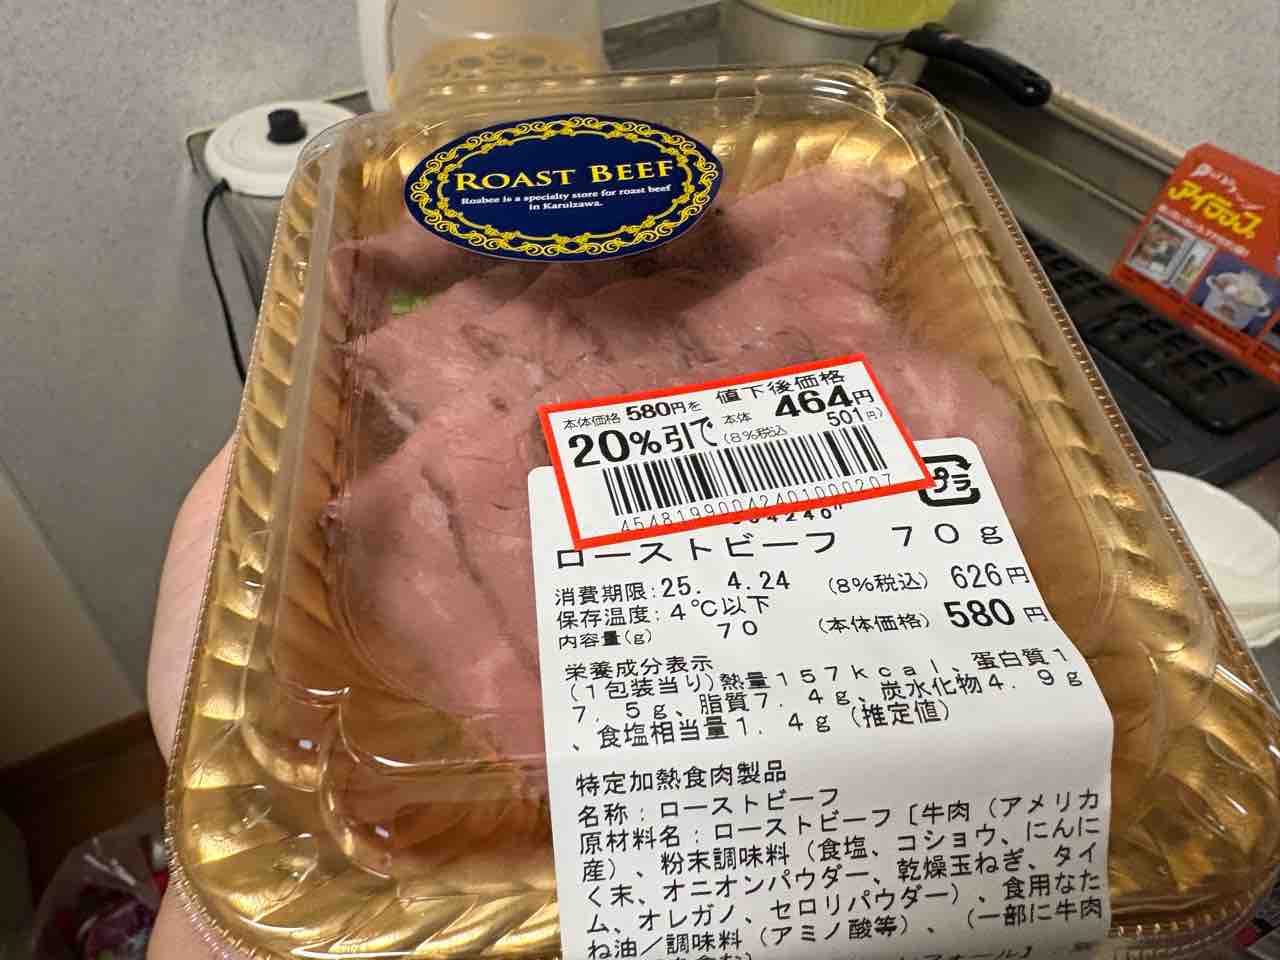 ROAST BEEF
Roabee is a specialty store for roast beef
in Karuizawa.
アイラップ
本体価格 580円を 値下後価格
20%引で 本体 464円
(8%税込 501円)
45481990042401000207
プラ
ローストビーフ 70g
消費期限:25. 4.24 (8%税込) 626円
保存温度:4℃以下
内容量(g) 70 (本体価格) 580円
栄養成分表示
(1包装当り)熱量157kcal、蛋白質1
7.5g、脂質7.4g、炭水化物4.9g
、食塩相当量1.4g (推定値)
特定加熱食肉製品
名称:ローストビーフ
原材料名:ローストビーフ[牛肉(アメリカ
産)、粉末調味料(食塩、コショウ、にんに
く末、オニオンパウダー、乾燥玉ねぎ、タイ
ム、オレガノ、セロリパウダー)、食用なた
ね油/調味料(アミノ酸等)、(一部に牛肉